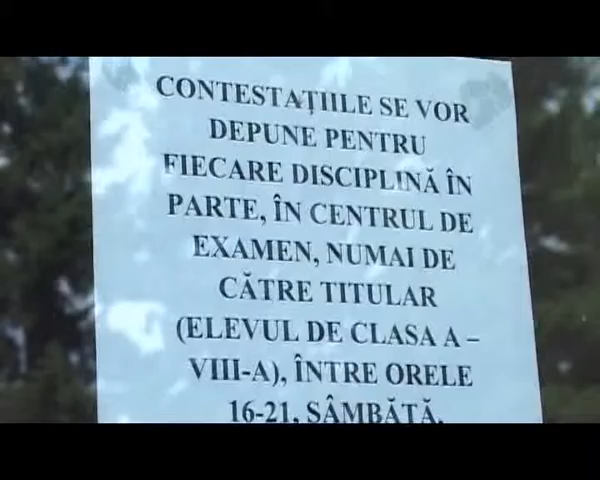 CONTESTAȚIILE SE VOR
DEPUNE PENTRU
FIECARE DISCIPLINĂ ÎN
PARTE, ÎN CENTRUL DE
EXAMEN, NUMAI DE
CĂTRE TITULAR
(ELEVUL DE CLASA A –
VIII-A), ÎNTRE ORELE
16-21, SÂMBĂTĂ,